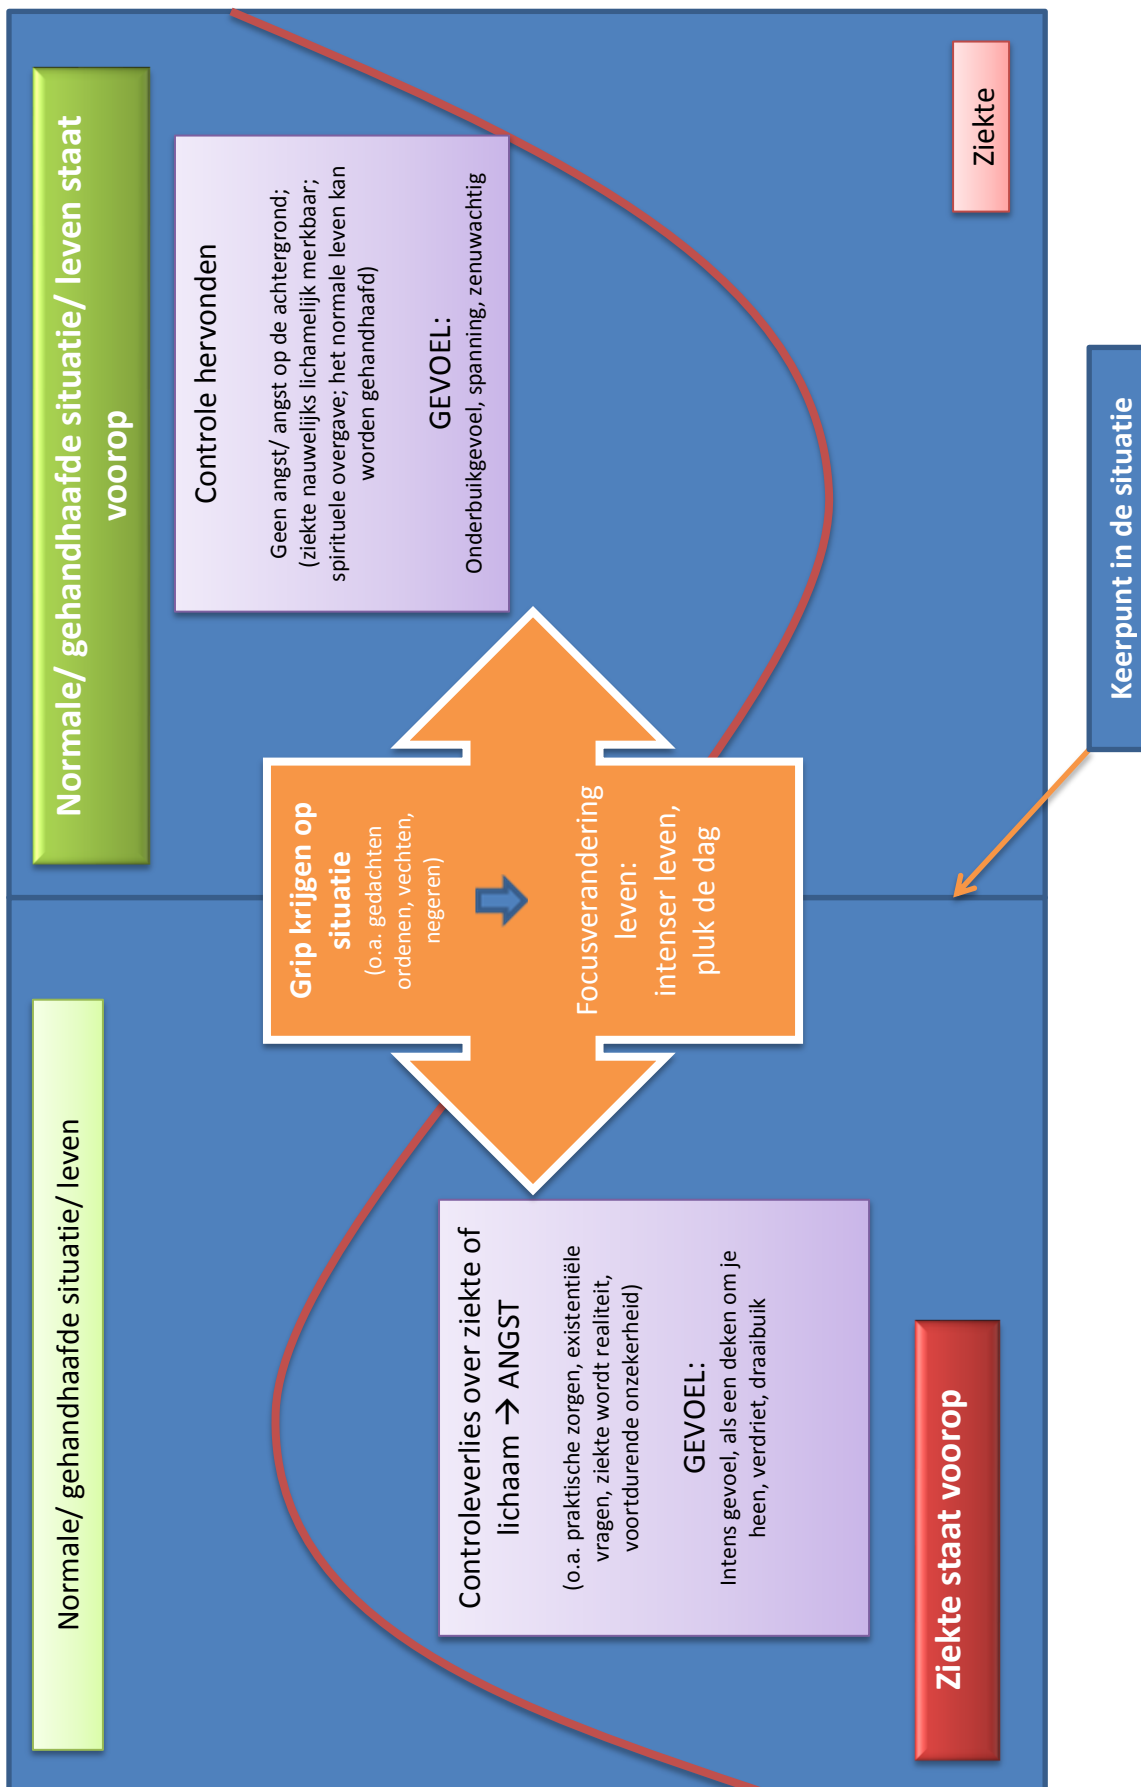 Normale/ gehandhaafde situatie/ leven
Controleverlies over ziekte of
lichaam → ANGST
(o.a. praktische zorgen, existentiële
vragen, ziekte wordt realiteit,
voortdurende onzekerheid)
GEVOEL:
Intens gevoel, als een deken om je
heen, verdriet, draaibuik
Ziekte staat voorop
Grip krijgen op
situatie
(o.a. gedachten
ordenen, vechten,
negeren)
Focusverandering
leven:
intenser leven,
pluk de dag
Normale/ gehandhaafde situatie/ leven staat
voorop
Controle hervonden
Geen angst/ angst op de achtergrond;
(ziekte nauwelijks lichamelijk merkbaar;
spirituele overgave; het normale leven kan
worden gehandhaafd)
GEVOEL:
Onderbuikgevoel, spanning, zenuwachtig
Ziekte
Keerpunt in de situatie